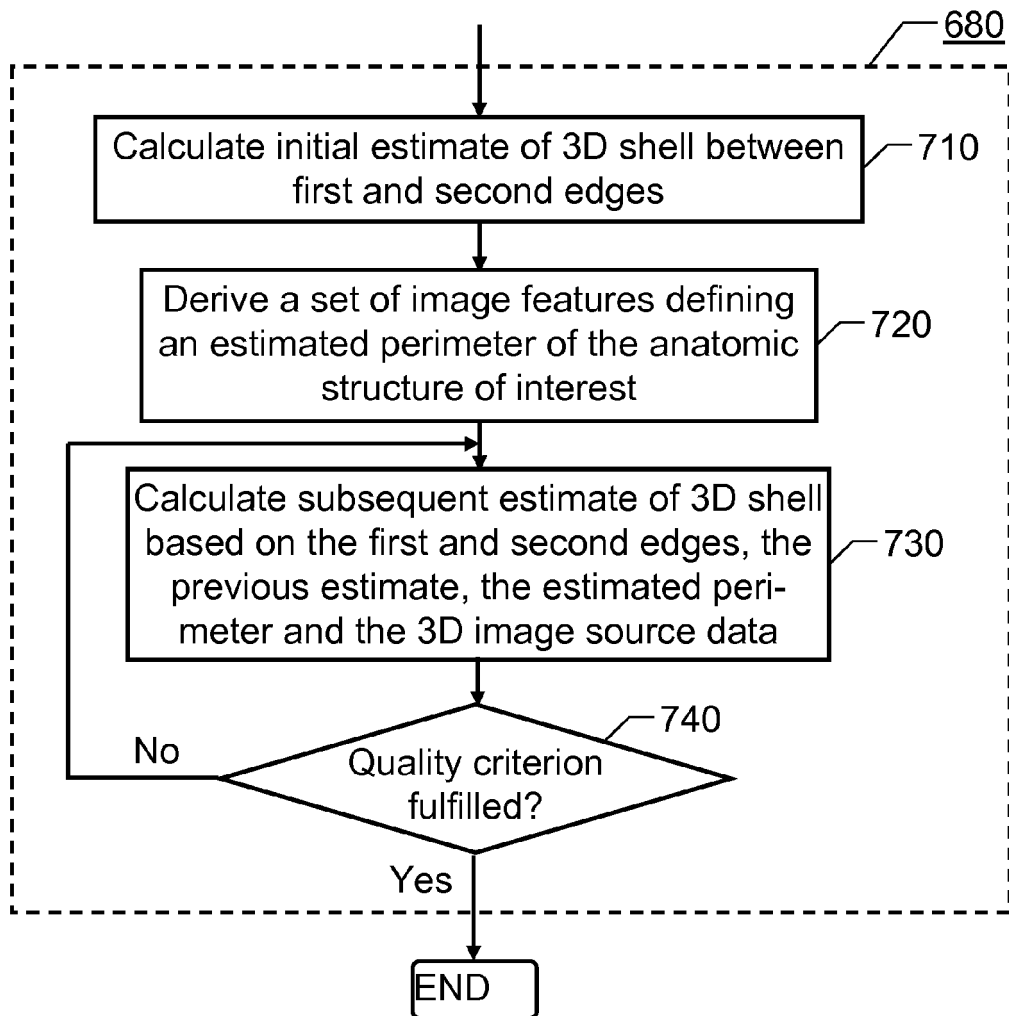 680
Calculate initial estimate of 3D shell between
first and second edges
710
Derive a set of image features defining
an estimated perimeter of the anatomic
structure of interest
720
Calculate subsequent estimate of 3D shell
based on the first and second edges, the
previous estimate, the estimated peri-
meter and the 3D image source data
730
740
Quality criterion
fulfilled?
No
Yes
END